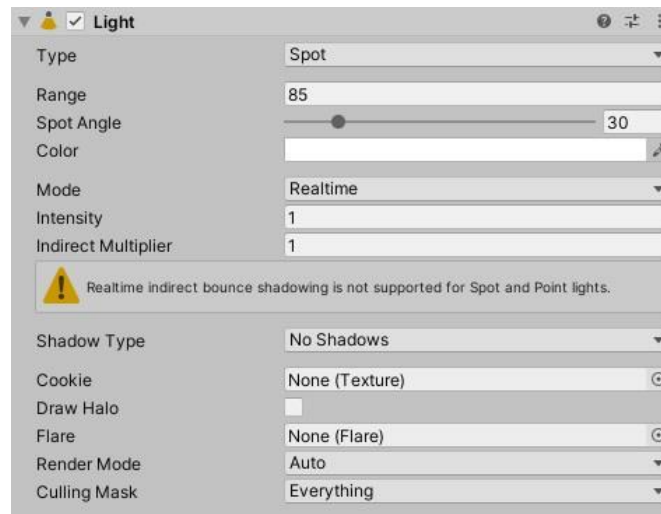 Light
Type Spot
Range 85
Spot Angle 30
Color
Mode Realtime
Intensity 1
Indirect Multiplier 1
Realtime indirect bounce shadowing is not supported for Spot and Point lights.
Shadow Type No Shadows
Cookie None (Texture)
Draw Halo
Flare None (Flare)
Render Mode Auto
Culling Mask Everything